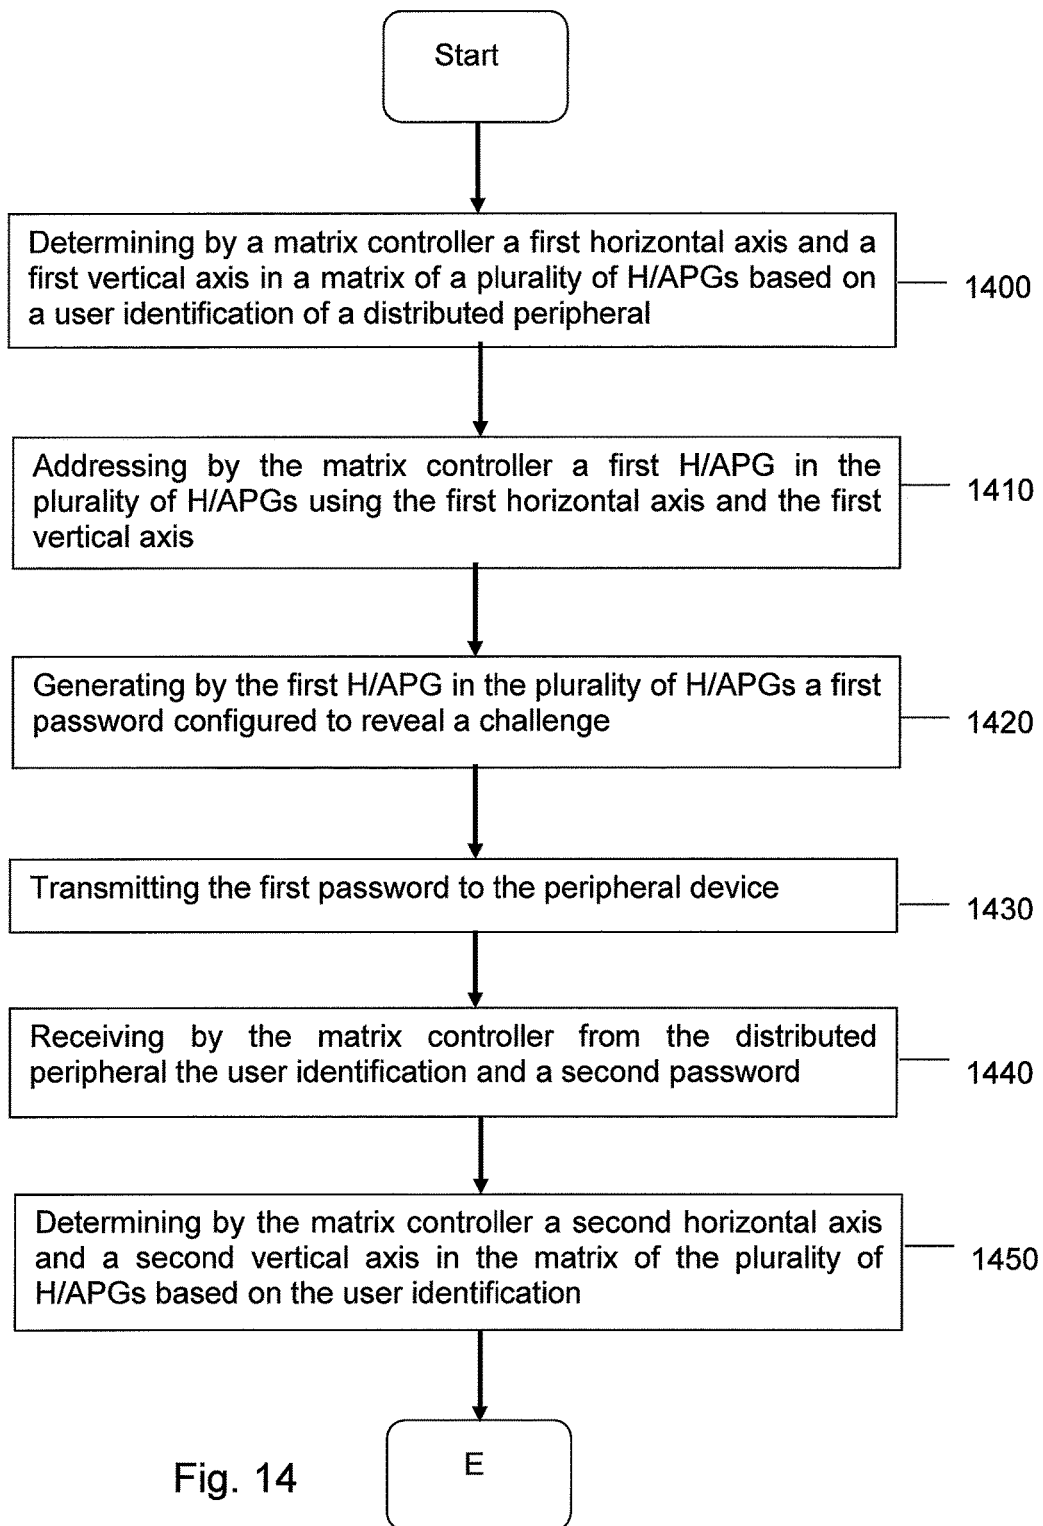 Start
Determining by a matrix controller a first horizontal axis and a
first vertical axis in a matrix of a plurality of H/APGs based on
a user identification of a distributed peripheral
1400
Addressing by the matrix controller a first H/APG in the
plurality of H/APGs using the first horizontal axis and the first
vertical axis
1410
Generating by the first H/APG in the plurality of H/APGs a first
password configured to reveal a challenge
1420
Transmitting the first password to the peripheral device
1430
Receiving by the matrix controller from the distributed
peripheral the user identification and a second password
1440
Determining by the matrix controller a second horizontal axis
and a second vertical axis in the matrix of the plurality of
H/APGs based on the user identification
1450
E
Fig. 14